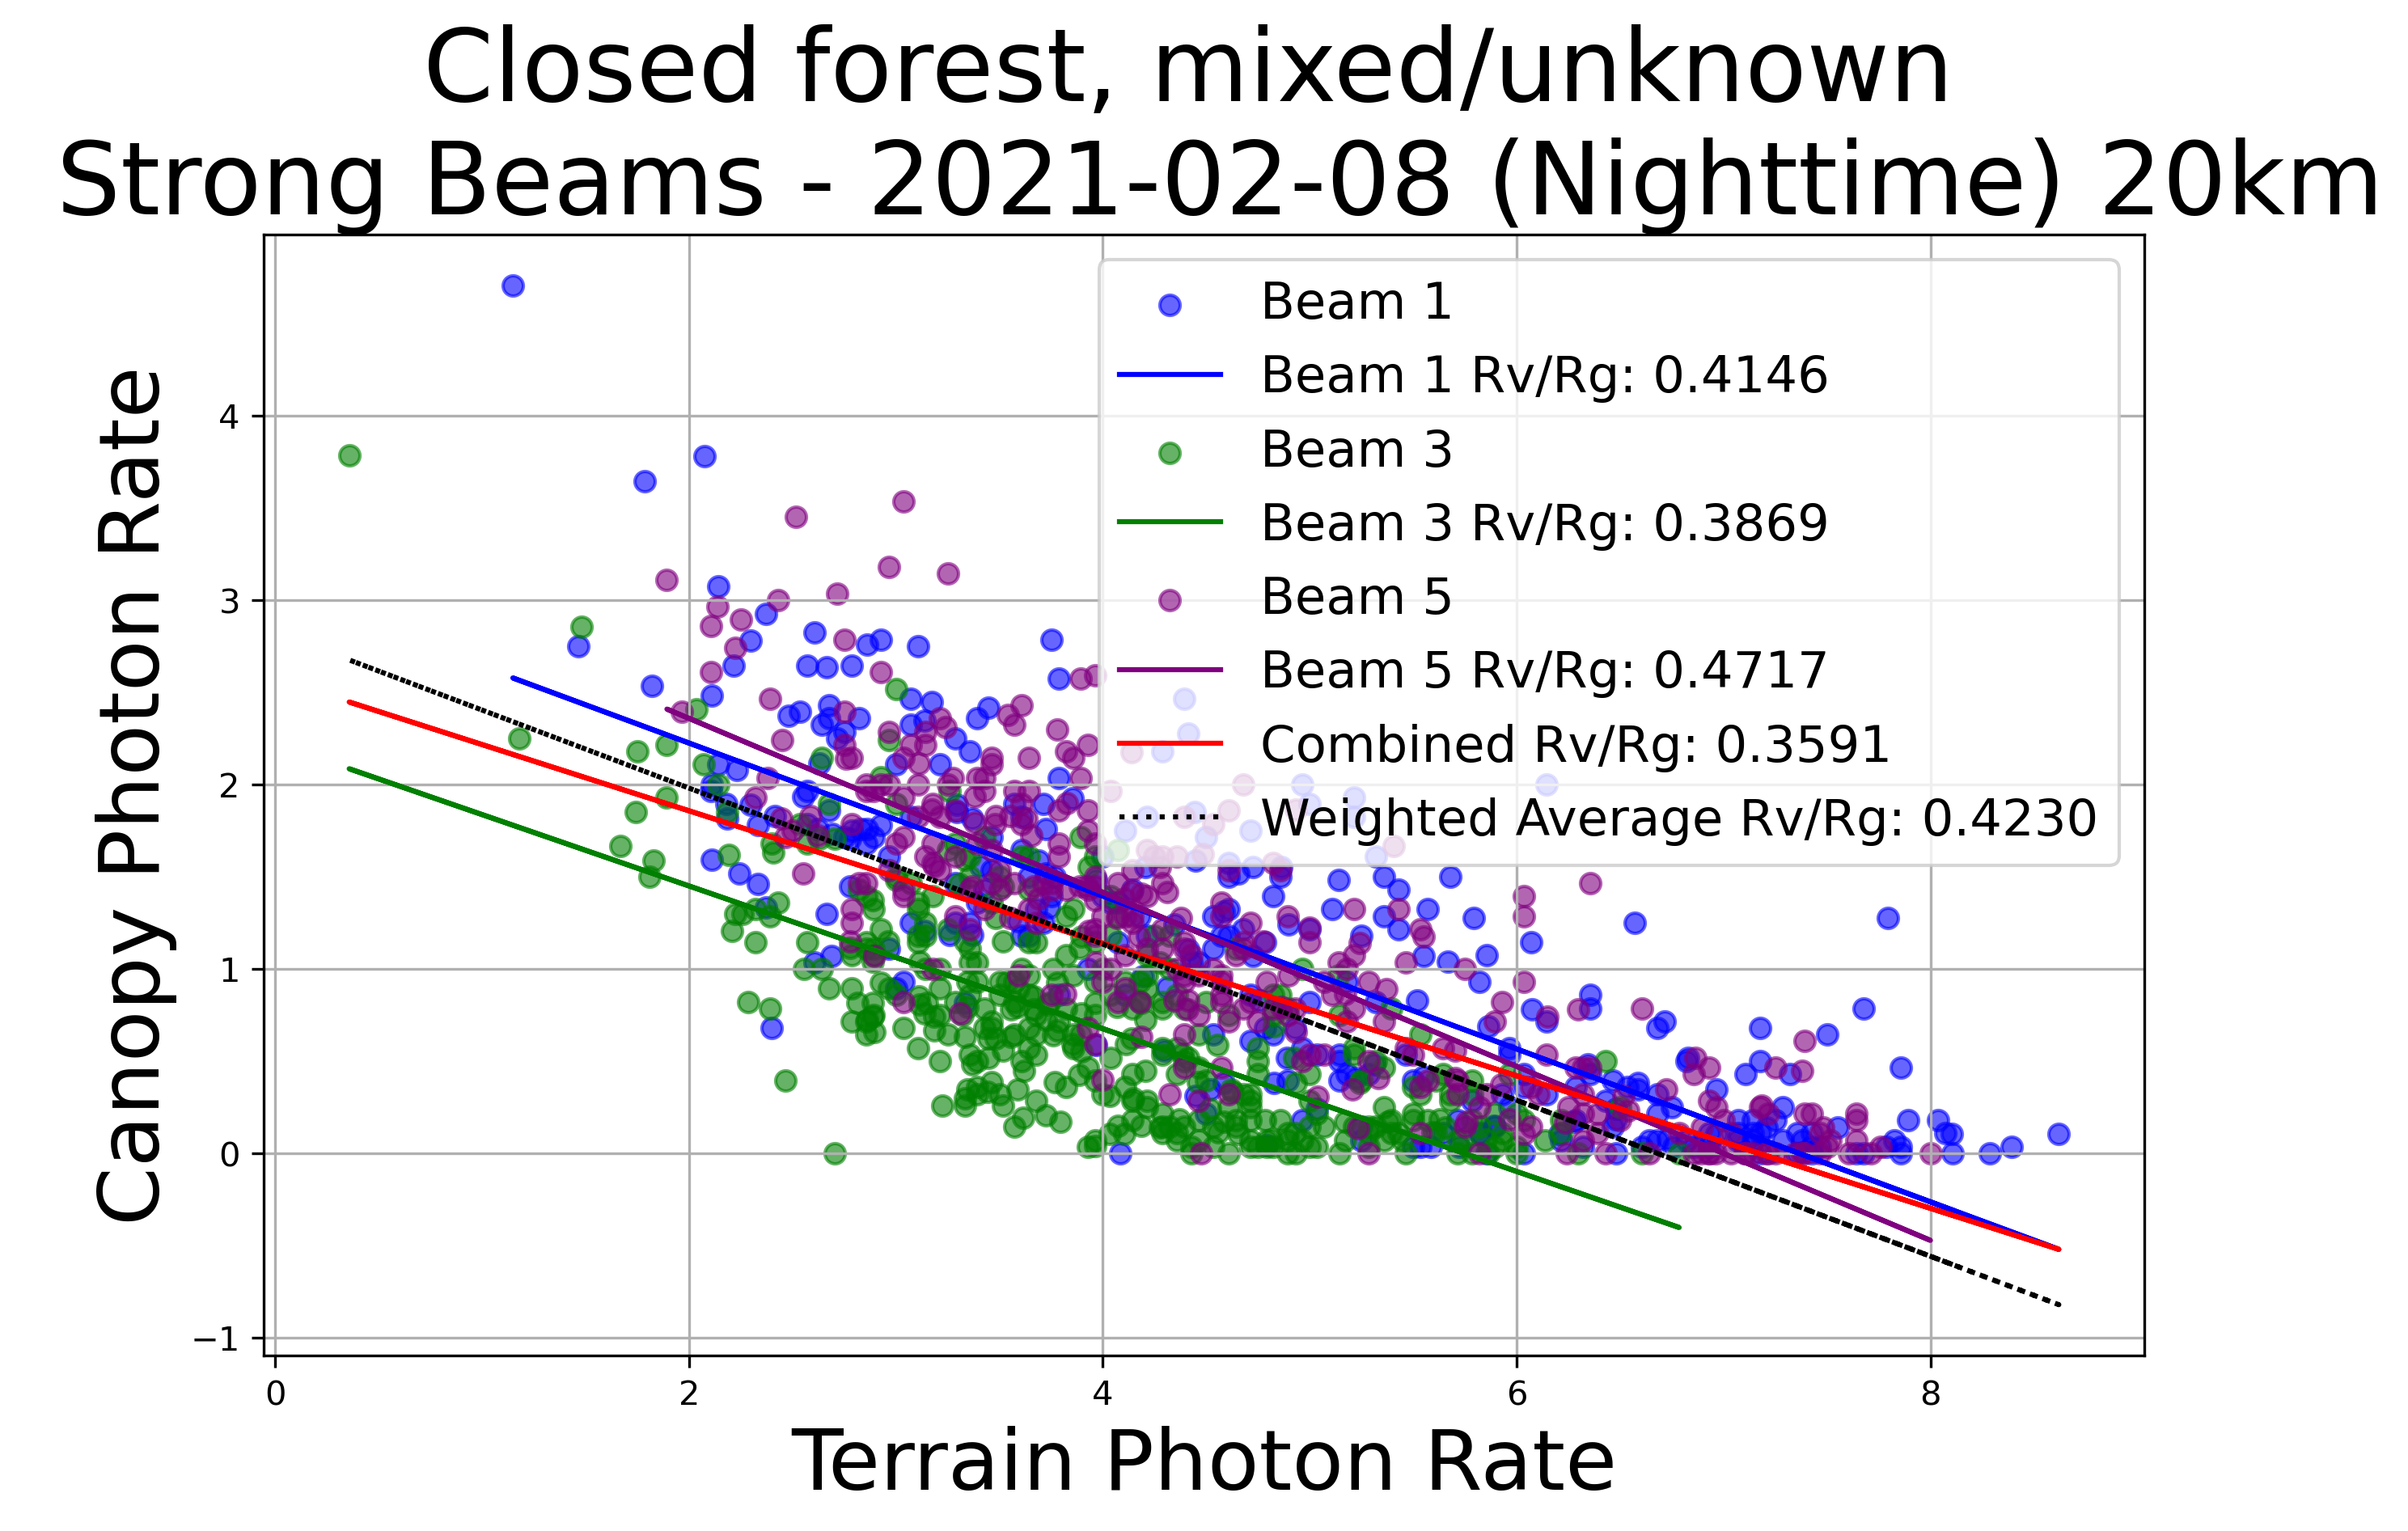 Closed forest, mixed/unknown
Strong Beams - 2021-02-08 (Nighttime) 20km
Canopy Photon Rate
4
3
2
1
0
−1
Beam 1
Beam 1 Rv/Rg: 0.4146
Beam 3
Beam 3 Rv/Rg: 0.3869
Beam 5
Beam 5 Rv/Rg: 0.4717
Combined Rv/Rg: 0.3591
Weighted Average Rv/Rg: 0.4230
0 2 4 6 8
Terrain Photon Rate